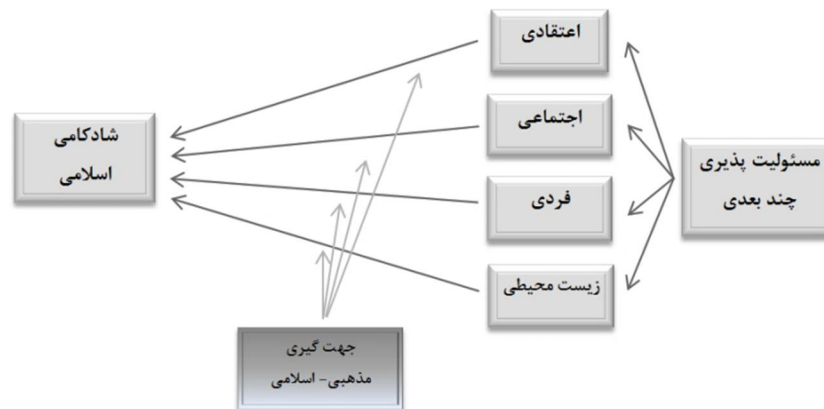 اعتقادی
اجتماعی
فردی
زیست محیطی
مسئولیت پذیری
چند بعدی
شادکامی
اسلامی
جهت گیری
مذهبی- اسلامی